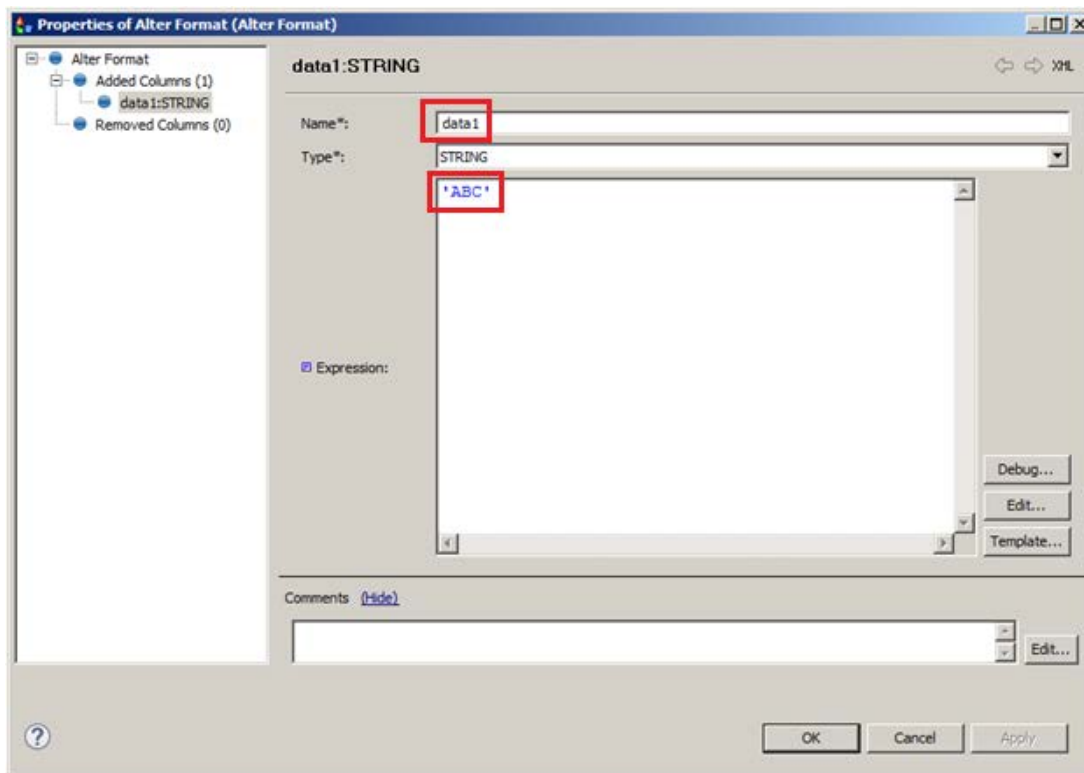 Properties of Alter Format (Alter Format)
Alter Format
Added Columns (1)
data1:STRING
Removed Columns (0)
data1:STRING
XML
Name*:
data1
Type*:
STRING
'ABC'
Expression:
Debug...
Edit...
Template...
Comments (Hide)
Edit...
?
OK
Cancel
Apply